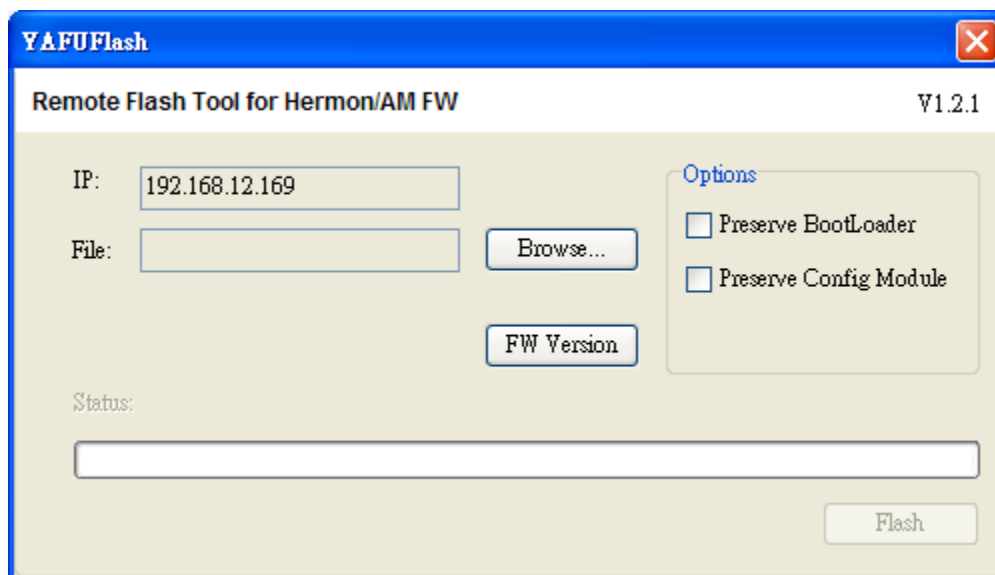 YAFUFlash
Remote Flash Tool for Hermon/AM FW V1.2.1
IP: 192.168.12.169
File: Browse...
FW Version
Options
Preserve BootLoader
Preserve Config Module
Status:
Flash